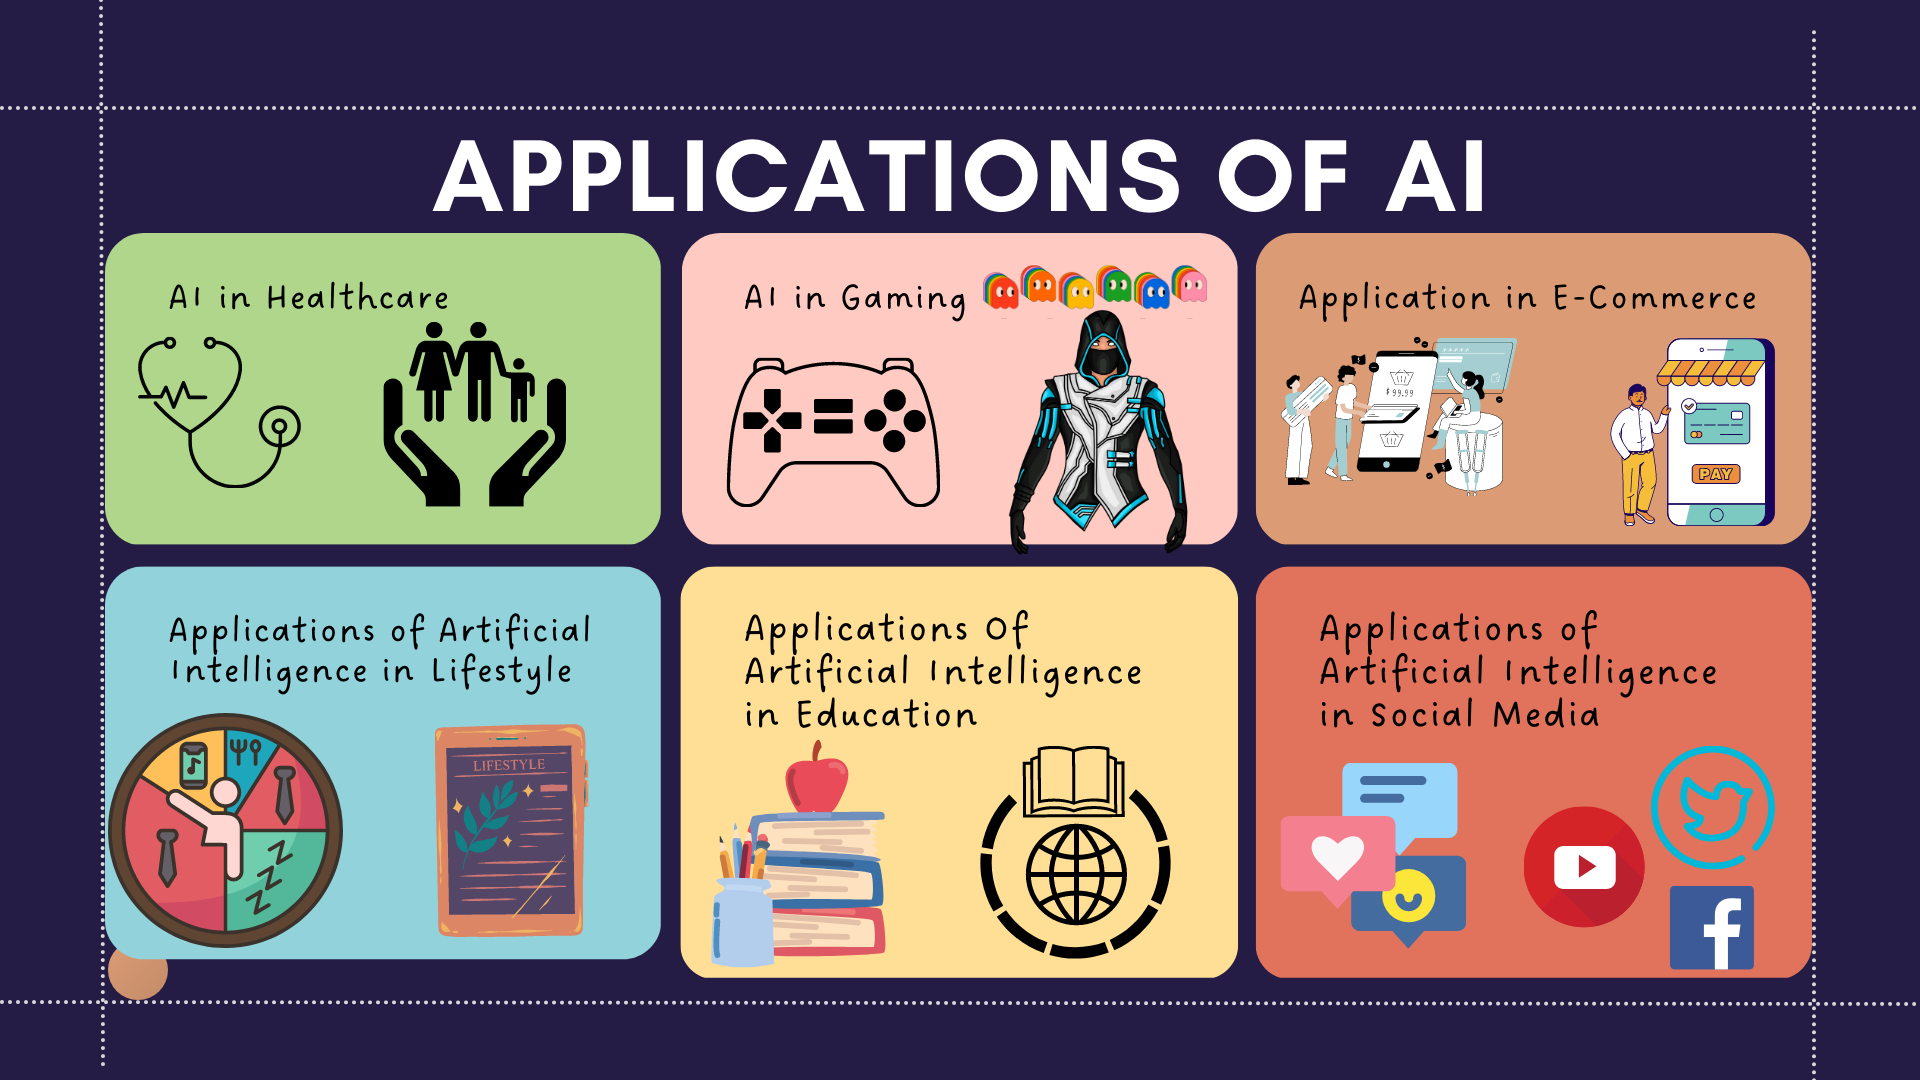 APPLICATIONS OF AI
AI in Healthcare
AI in Gaming
Application in E-Commerce
$99.99
PAY
Applications of Artificial
Intelligence in Lifestyle
Z
Z
Z
LIFESTYLE
Applications Of
Artificial Intelligence
in Education
Applications of
Artificial Intelligence
in Social Media